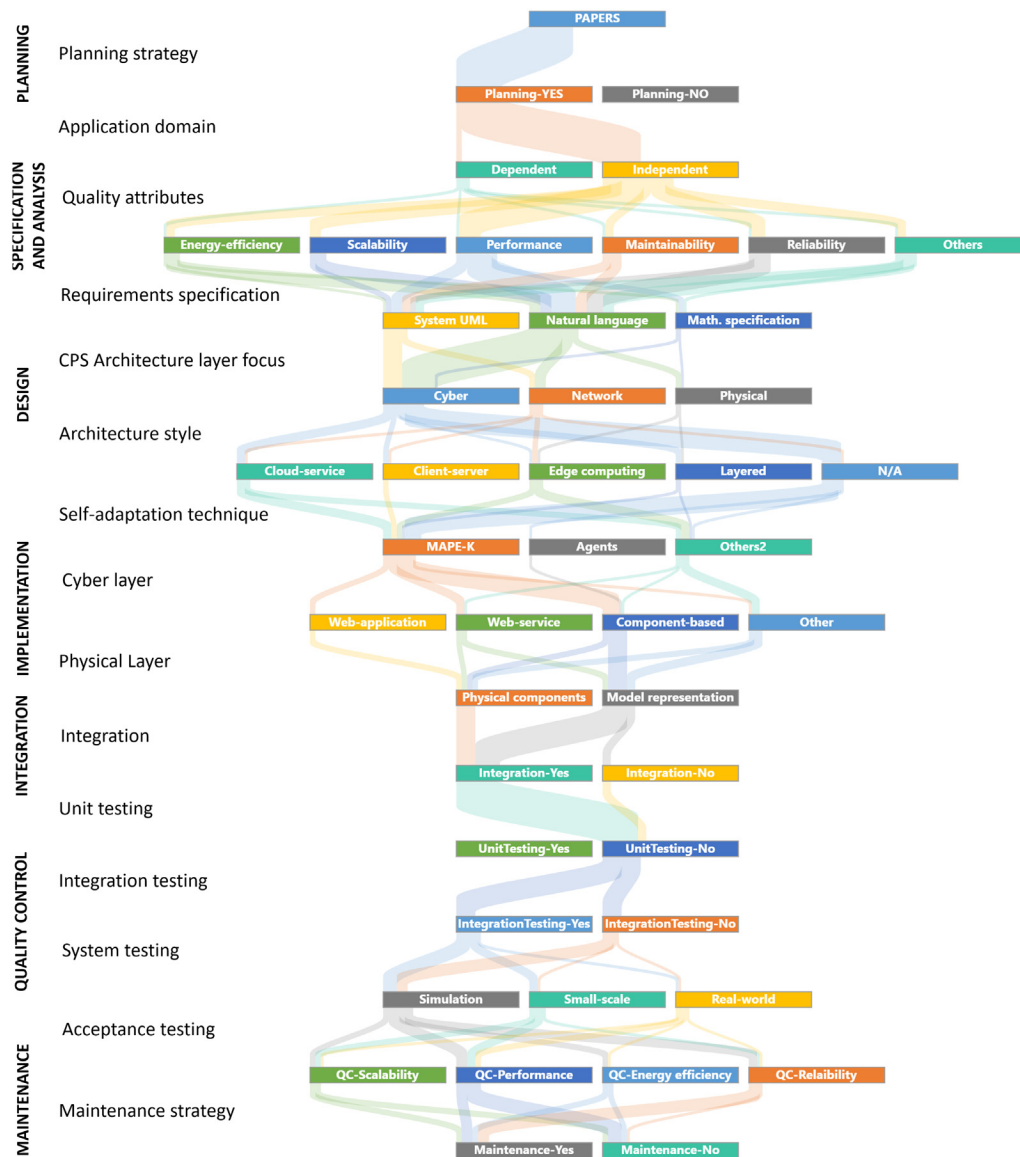 PAPERS
PLANNING
Planning strategy
Planning-YES
Planning-NO
Application domain
Dependent
Independent
SPECIFICATION
AND ANALYSIS
Quality attributes
Energy-efficiency
Scalability
Performance
Maintainability
Reliability
Others
Requirements specification
System UML
Natural language
Math. specification
CPS Architecture layer focus
DESIGN
Cyber
Network
Physical
Architecture style
Cloud-service
Client-server
Edge computing
Layered
N/A
Self-adaptation technique
MAPE-K
Agents
Others2
IMPLEMENTATION
Cyber layer
Web-application
Web-service
Component-based
Other
Physical Layer
Physical components
Model representation
INTEGRATION
Integration
Integration-Yes
Integration-No
Unit testing
UnitTesting-Yes
UnitTesting-No
QUALITY CONTROL
Integration testing
IntegrationTesting-Yes
IntegrationTesting-No
System testing
Simulation
Small-scale
Real-world
Acceptance testing
MAINTENANCE
QC-Scalability
QC-Performance
QC-Energy efficiency
QC-Relaibility
Maintenance strategy
Maintenance-Yes
Maintenance-No